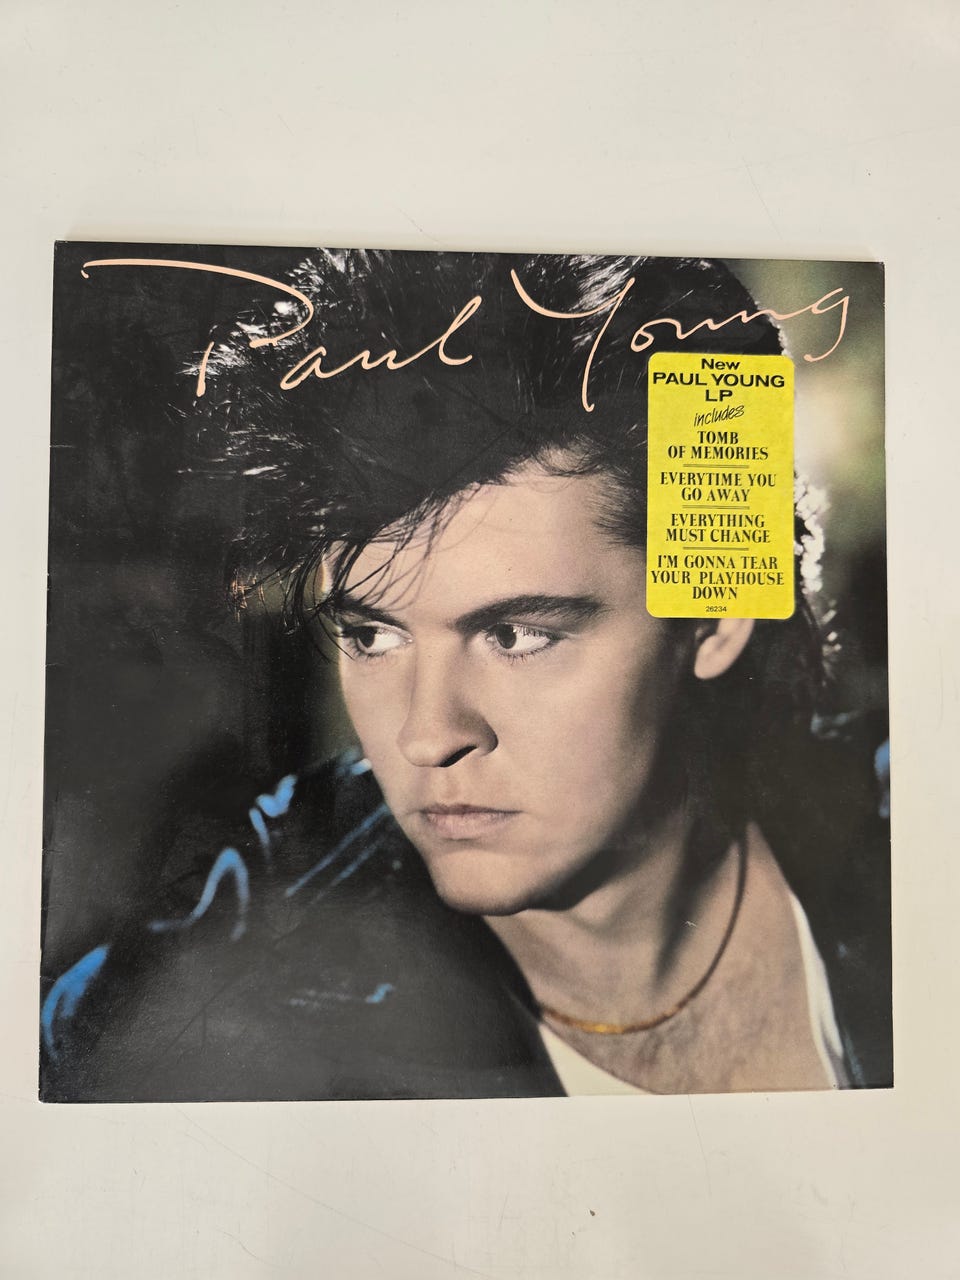 Paul Young
New
PAUL YOUNG
LP
includes
TOMB
OF MEMORIES
EVERYTIME YOU
GO AWAY
EVERYTHING
MUST CHANGE
I'M GONNA TEAR
YOUR PLAYHOUSE
DOWN
26234